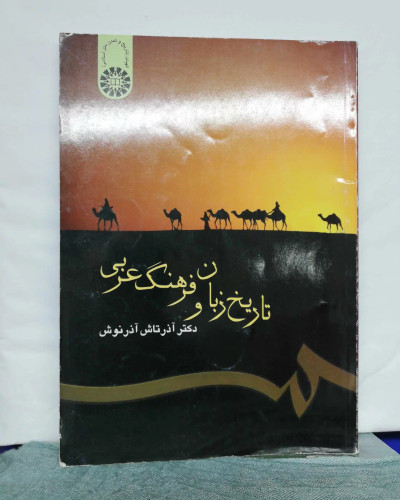 تاریخ زبان و فرهنگ عربی
دکتر آذرتاش آذرنوش